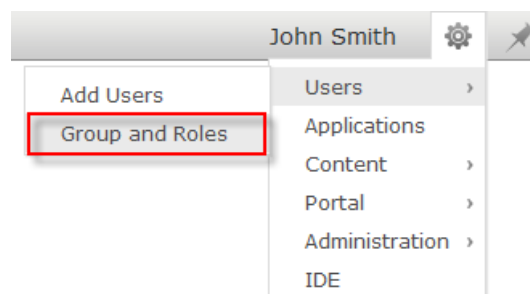 John Smith
Add Users
Group and Roles
Users
Applications
Content
Portal
Administration
IDE